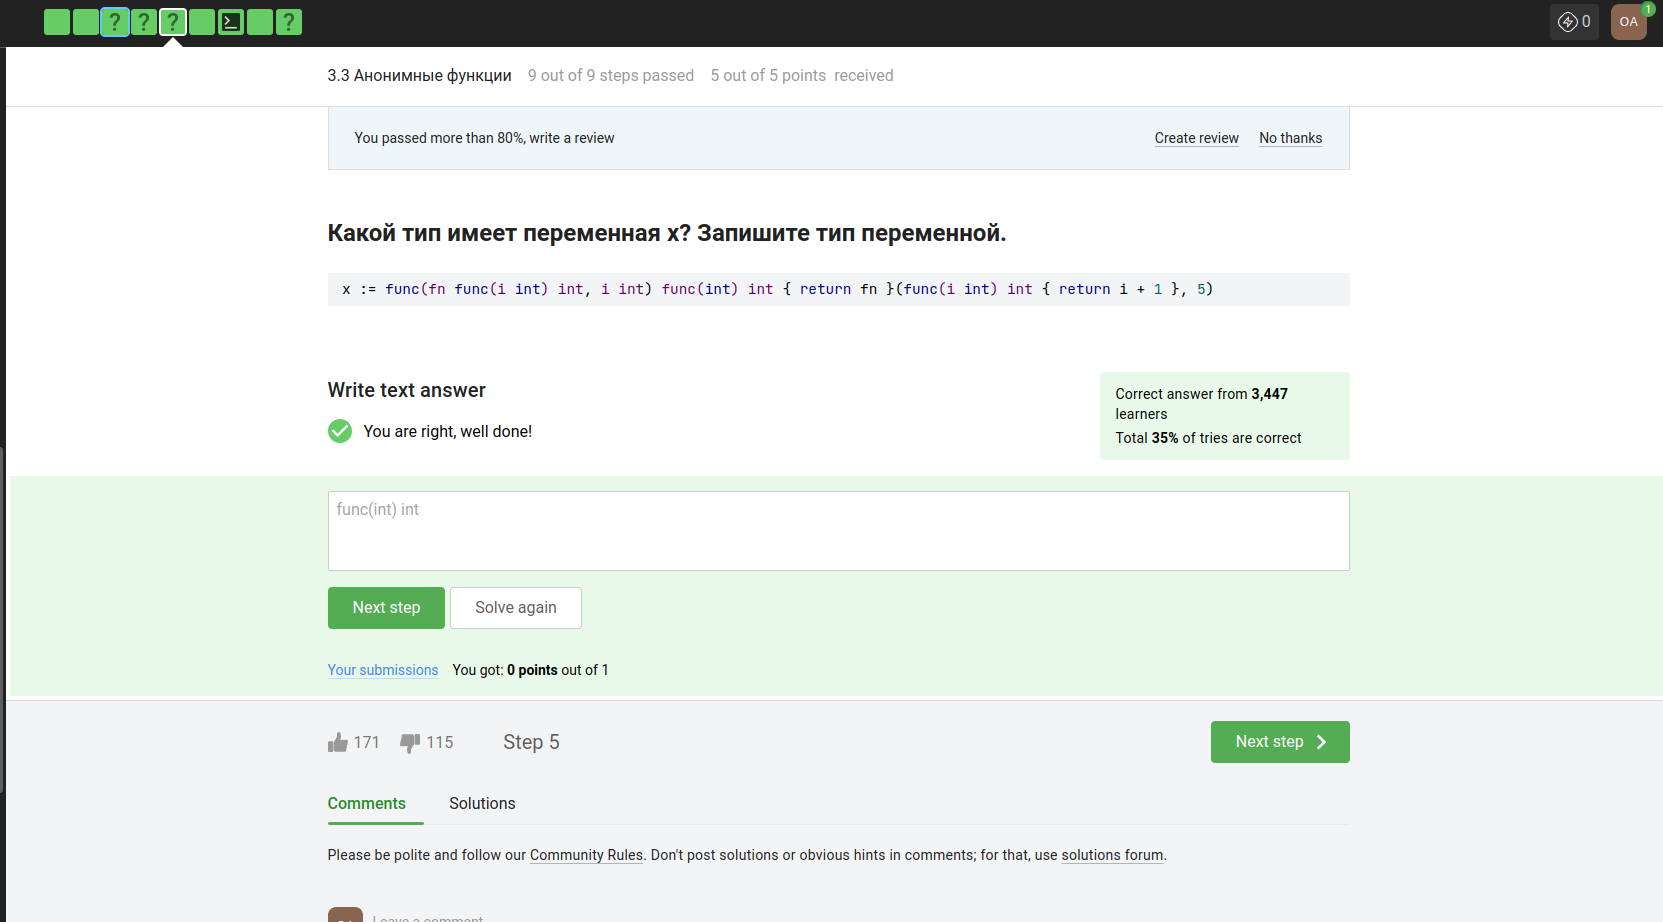 ? ? ? ?
0
OA
1
3.3 Анонимные функции 9 out of 9 steps passed 5 out of 5 points received
You passed more than 80%, write a review
Create review No thanks
Какой тип имеет переменная x? Запишите тип переменной.
x := func(fn func(i int) int, i int) func(int) int { return fn }(func(i int) int { return i + 1 }, 5)
Write text answer
You are right, well done!
Correct answer from 3,447
learners
Total 35% of tries are correct
func(int) int
Next step Solve again
Your submissions You got: 0 points out of 1
171 115 Step 5
Next step
Comments Solutions
Please be polite and follow our Community Rules. Don't post solutions or obvious hints in comments; for that, use solutions forum.
Leave a comment